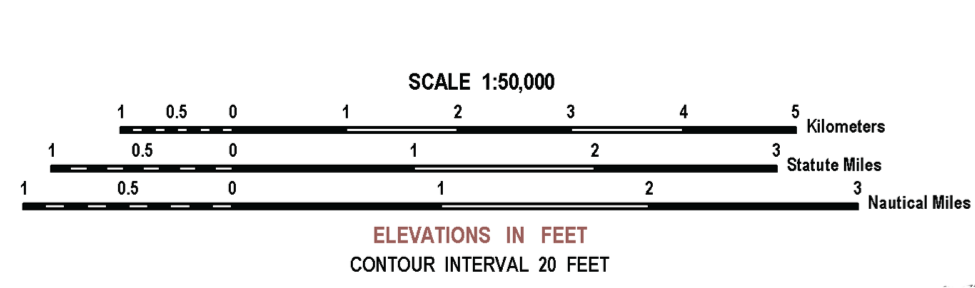 SCALE 1:50,000
1 0.5 0 1 2 3 4 5 Kilometers
1 0.5 0 1 2 3 Statute Miles
1 0.5 0 1 2 3 Nautical Miles
ELEVATIONS IN FEET
CONTOUR INTERVAL 20 FEET